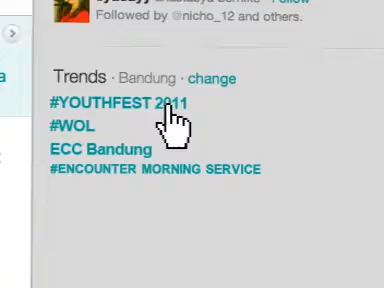 Followed by @nicho_12 and others.
Trends · Bandung · change
#YOUTHFEST 2011
#WOL
ECC Bandung
#ENCOUNTER MORNING SERVICE